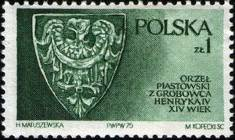 POLSKA
zł 1
ORZEŁ
PIASTOWSKI
Z GROBOWCA
HENRYKA IV
XIV WIEK
H. MATUSZEWSKA PWPW 75 M. KOPECKI SC.